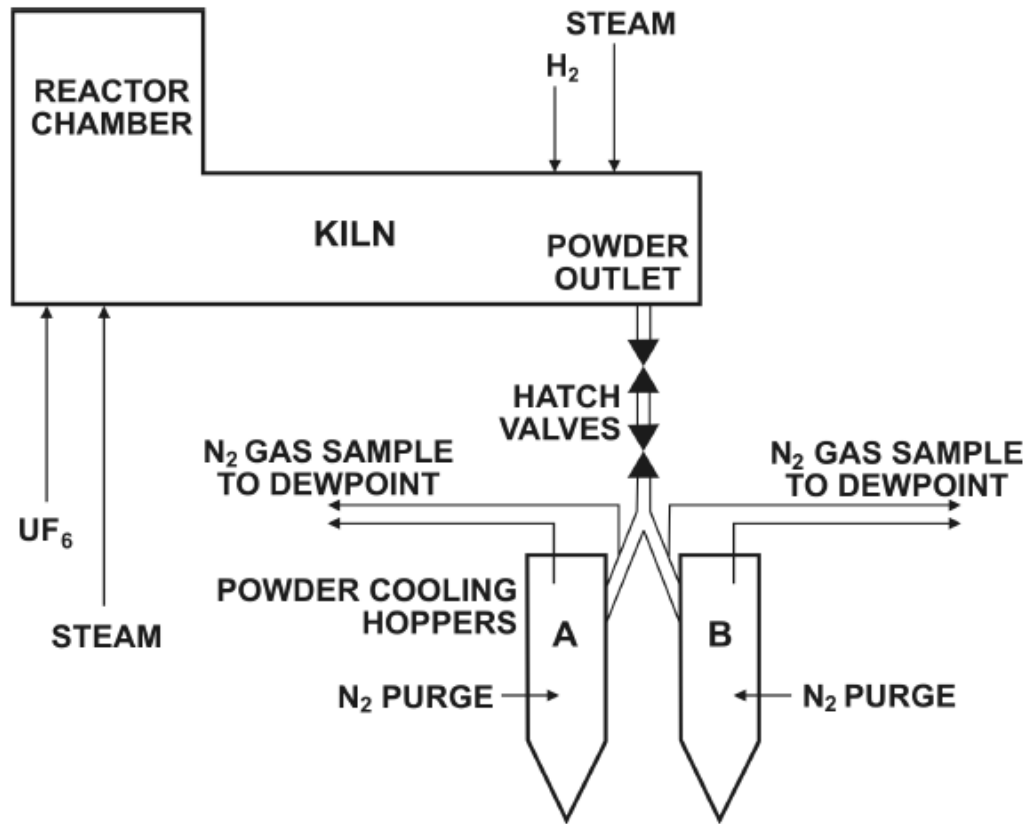 STEAM
H₂
REACTOR
CHAMBER
KILN
POWDER
OUTLET
HATCH
VALVES
N₂ GAS SAMPLE
TO DEWPOINT
N₂ GAS SAMPLE
TO DEWPOINT
UF₆
STEAM
POWDER COOLING
HOPPERS
A
B
N₂ PURGE
N₂ PURGE